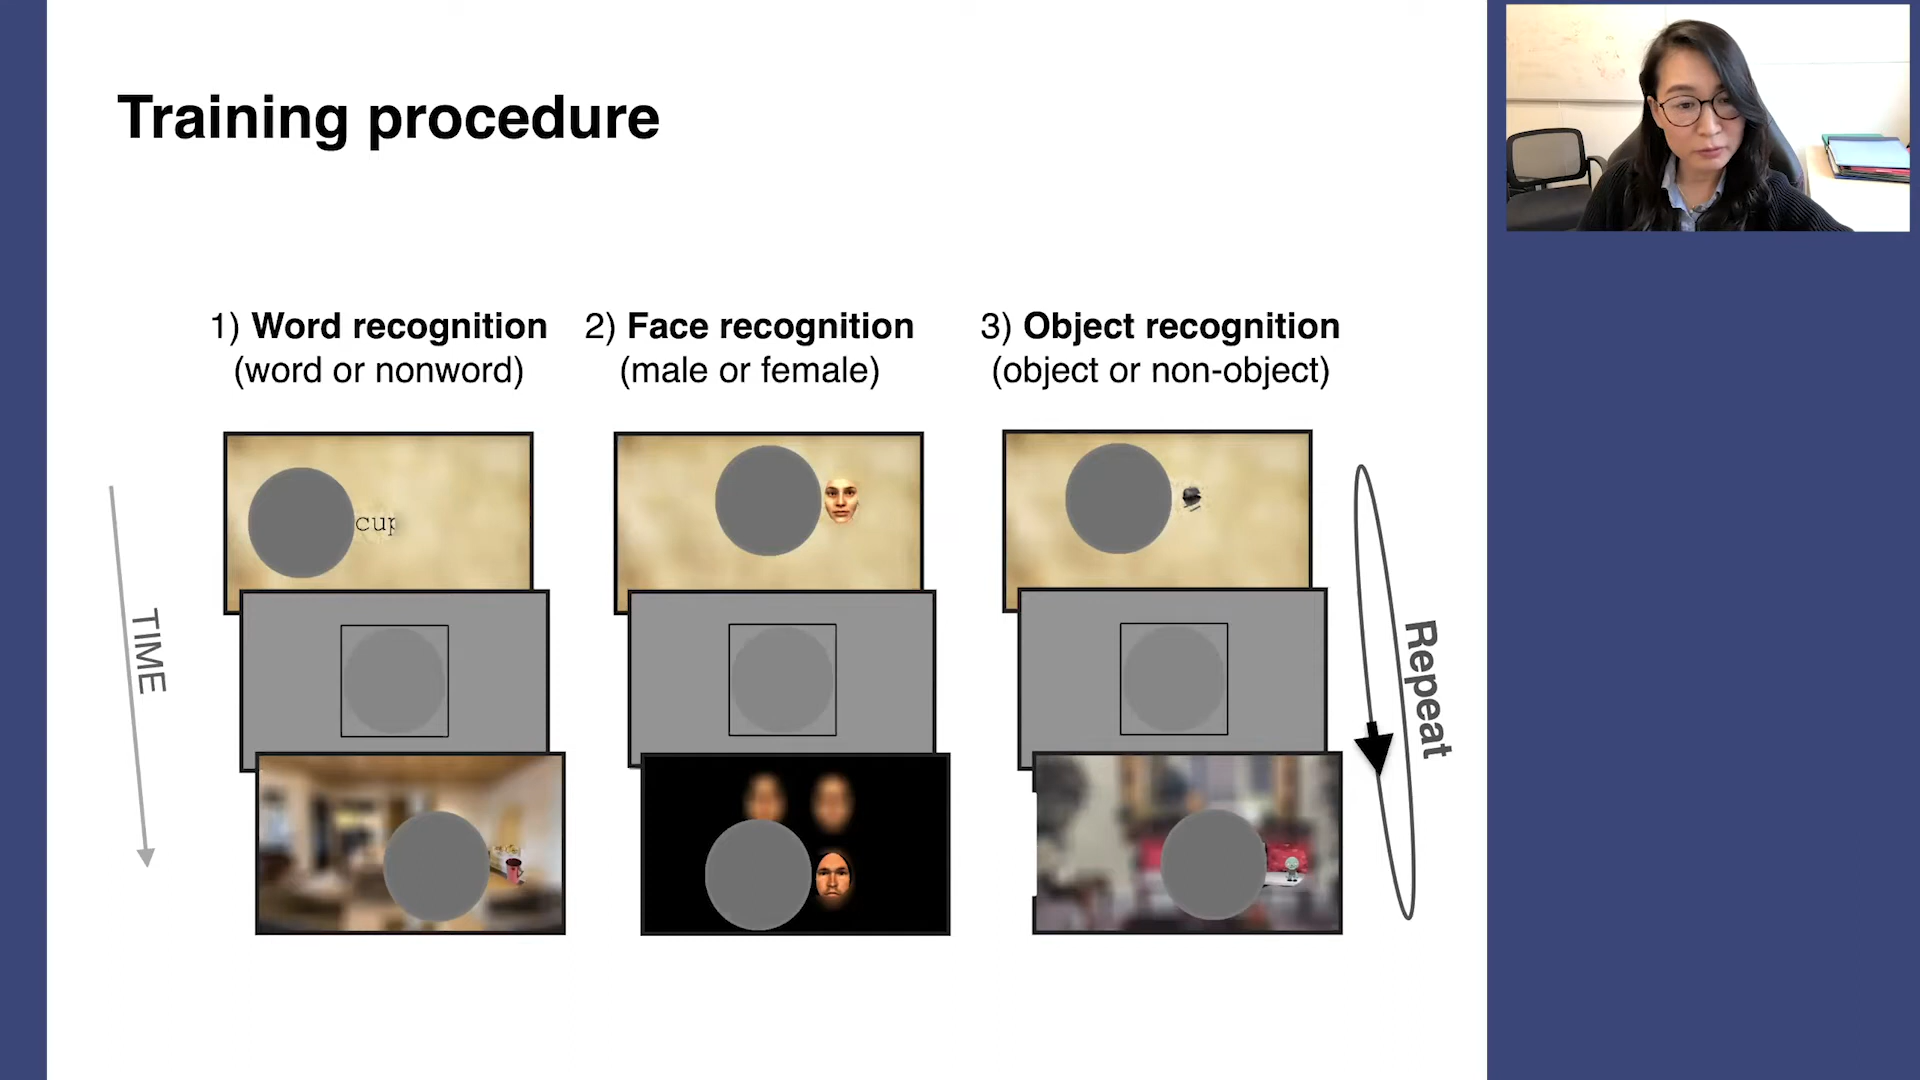 Training procedure
1) Word recognition
(word or nonword)
2) Face recognition
(male or female)
3) Object recognition
(object or non-object)
cup
TIME
Repeat